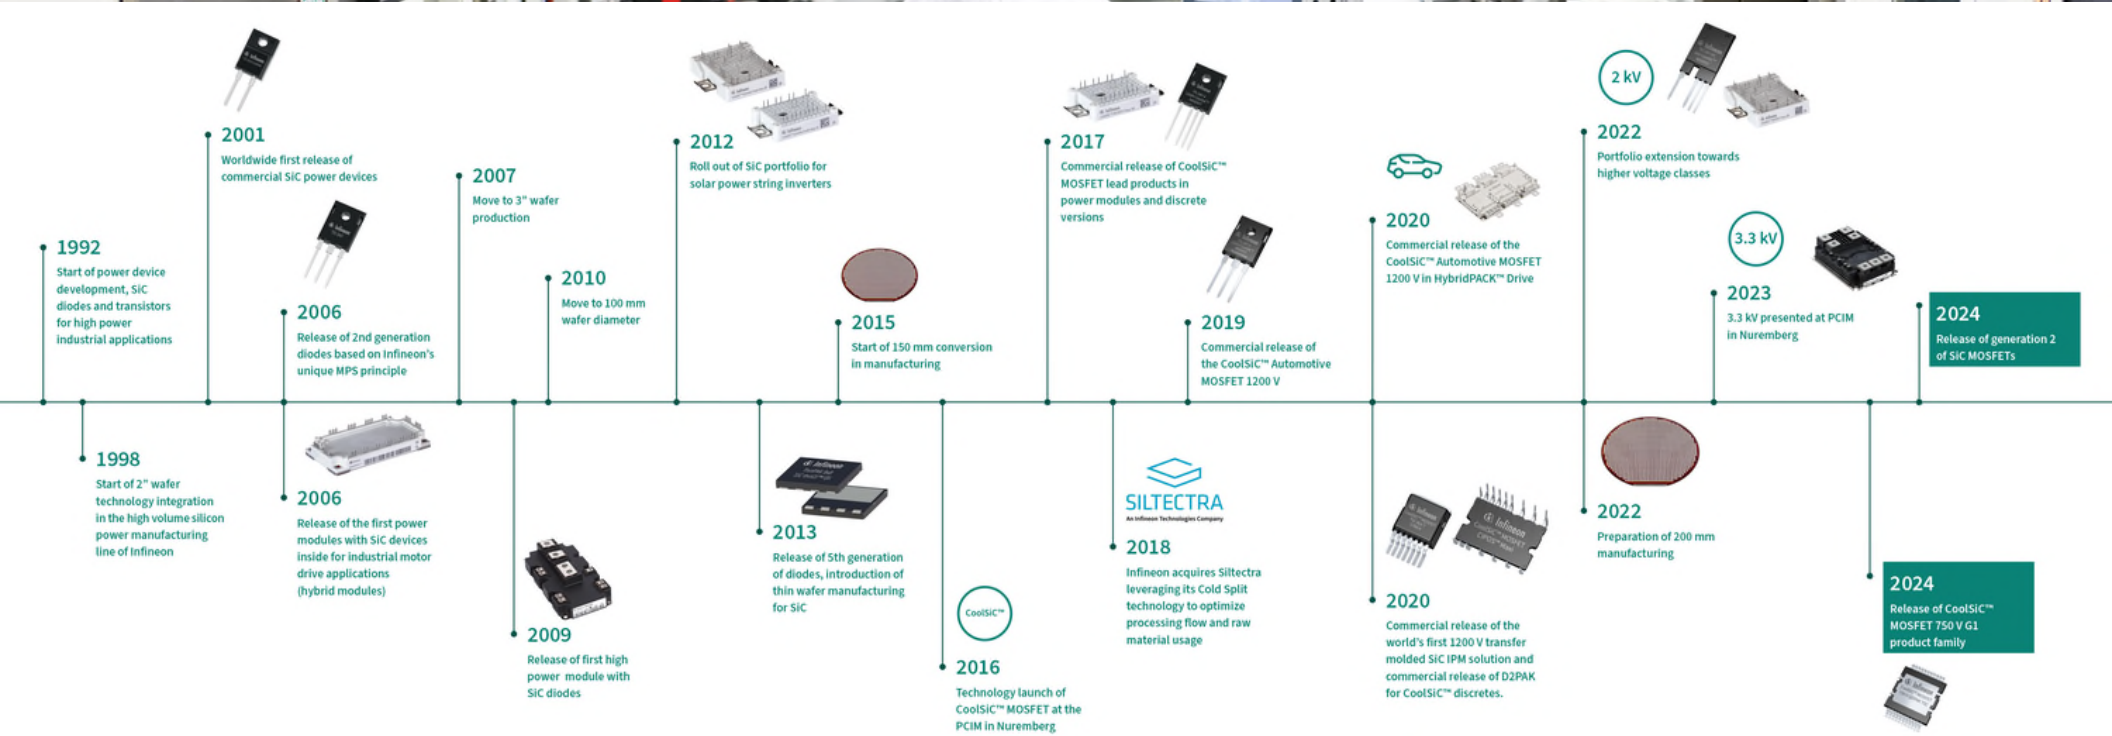 1992
Start of power device
development, SiC
diodes and transistors
for high power
industrial applications
1998
Start of 2" wafer
technology integration
in the high volume silicon
power manufacturing
line of Infineon
2001
Worldwide first release of
commercial SiC power devices
2006
Release of 2nd generation
diodes based on Infineon's
unique MPS principle
2006
Release of the first power
modules with SiC devices
inside for industrial motor
drive applications
(hybrid modules)
2007
Move to 3" wafer
production
2009
Release of first high
power module with
SiC diodes
2010
Move to 100 mm
wafer diameter
2012
Roll out of SiC portfolio for
solar power string inverters
Infineon
2013
Release of 5th generation
of diodes, introduction of
thin wafer manufacturing
for SiC
2015
Start of 150 mm conversion
in manufacturing
CoolSiC™
2016
Technology launch of
CoolSiC™ MOSFET at the
PCIM in Nuremberg
2017
Commercial release of CoolSiC™
MOSFET lead products in
power modules and discrete
versions
SILTECTRA
An Infineon Technologies Company
2018
Infineon acquires Siltectra
leveraging its Cold Split
technology to optimize
processing flow and raw
material usage
2019
Commercial release of
the CoolSiC™ Automotive
MOSFET 1200 V
2020
Commercial release of the
CoolSiC™ Automotive MOSFET
1200 V in HybridPACK™ Drive
Infineon
Infineon
CoolSiC™ MOSFET
CIPOS™ Maxi
2020
Commercial release of the
world's first 1200 V transfer
molded SiC IPM solution and
commercial release of D2PAK
for CoolSiC™ discretes.
2 kV
2022
Portfolio extension towards
higher voltage classes
2022
Preparation of 200 mm
manufacturing
3.3 kV
2023
3.3 kV presented at PCIM
in Nuremberg
2024
Release of generation 2
of SiC MOSFETs
2024
Release of CoolSiC™
MOSFET 750 V G1
product family